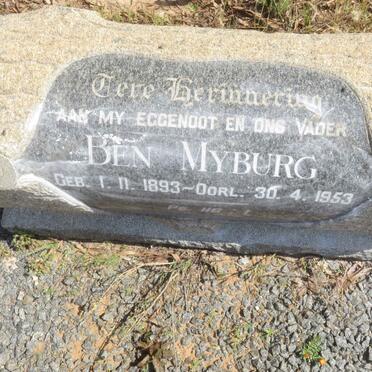 Tere Herinnering
AAN MY EGGENOOT EN ONS VADER
BEN MYBURG
GEB. 1. 11. 1893-OORL. 30. 4. 1953